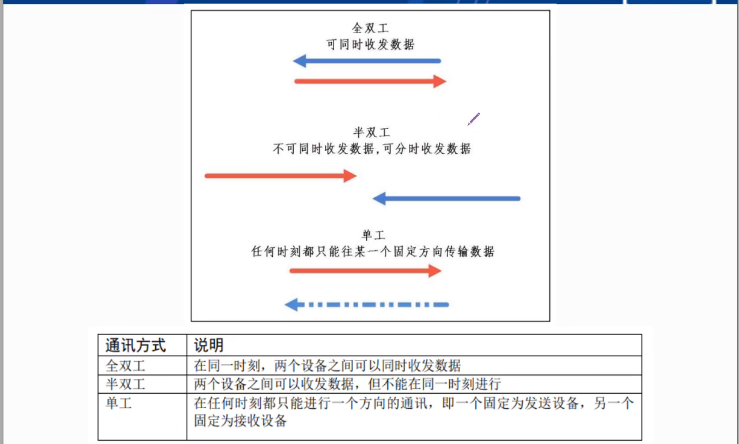 全双工
可同时收发数据
半双工
不可同时收发数据,可分时收发数据
单工
任何时刻都只能往某一个固定方向传输数据
通讯方式 说明
全双工 在同一时刻，两个设备之间可以同时收发数据
半双工 两个设备之间可以收发数据，但不能在同一时刻进行
单工 在任何时刻都只能进行一个方向的通讯，即一个固定为发送设备，另一个
固定为接收设备